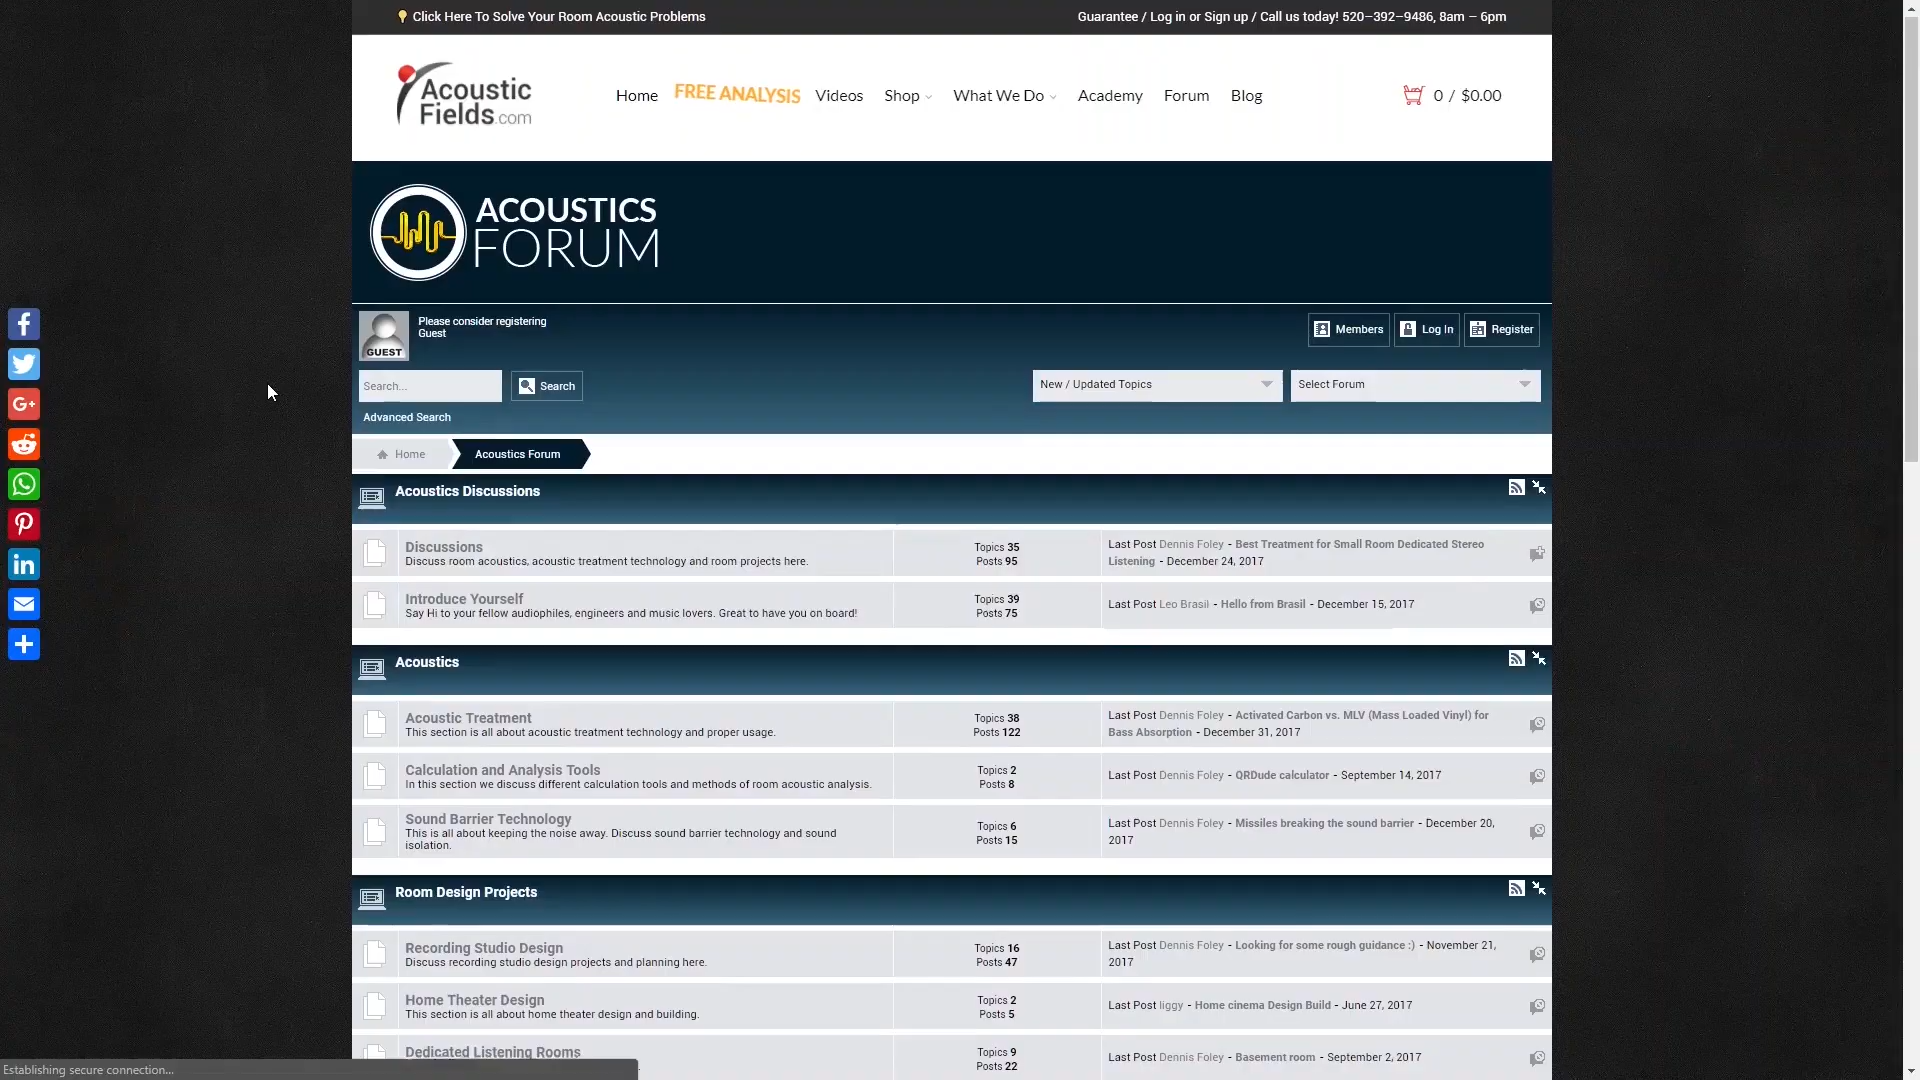 Click Here To Solve Your Room Acoustic Problems
Guarantee / Log in or Sign up / Call us today! 520–392–9486, 8am – 6pm
Acoustic
Fields.com
Home
FREE ANALYSIS
Videos
Shop
What We Do
Academy
Forum
Blog
0 / $0.00
ACOUSTICS
FORUM
GUEST
Please consider registering
Guest
Members
Log In
Register
Search...
Search
New / Updated Topics
Select Forum
Advanced Search
Home
Acoustics Forum
Acoustics Discussions
Discussions
Discuss room acoustics, acoustic treatment technology and room projects here.
Topics 35
Posts 95
Last Post Dennis Foley - Best Treatment for Small Room Dedicated Stereo
Listening - December 24, 2017
Introduce Yourself
Say Hi to your fellow audiophiles, engineers and music lovers. Great to have you on board!
Topics 39
Posts 75
Last Post Leo Brasil - Hello from Brasil - December 15, 2017
Acoustics
Acoustic Treatment
This section is all about acoustic treatment technology and proper usage.
Topics 38
Posts 122
Last Post Dennis Foley - Activated Carbon vs. MLV (Mass Loaded Vinyl) for
Bass Absorption - December 31, 2017
Calculation and Analysis Tools
In this section we discuss different calculation tools and methods of room acoustic analysis.
Topics 2
Posts 8
Last Post Dennis Foley - QRDude calculator - September 14, 2017
Sound Barrier Technology
This is all about keeping the noise away. Discuss sound barrier technology and sound
isolation.
Topics 6
Posts 15
Last Post Dennis Foley - Missiles breaking the sound barrier - December 20,
2017
Room Design Projects
Recording Studio Design
Discuss recording studio design projects and planning here.
Topics 16
Posts 47
Last Post Dennis Foley - Looking for some rough guidance :) - November 21,
2017
Home Theater Design
This section is all about home theater design and building.
Topics 2
Posts 5
Last Post liggy - Home cinema Design Build - June 27, 2017
Dedicated Listening Rooms
Topics 9
Posts 22
Last Post Dennis Foley - Basement room - September 2, 2017
Establishing secure connection...